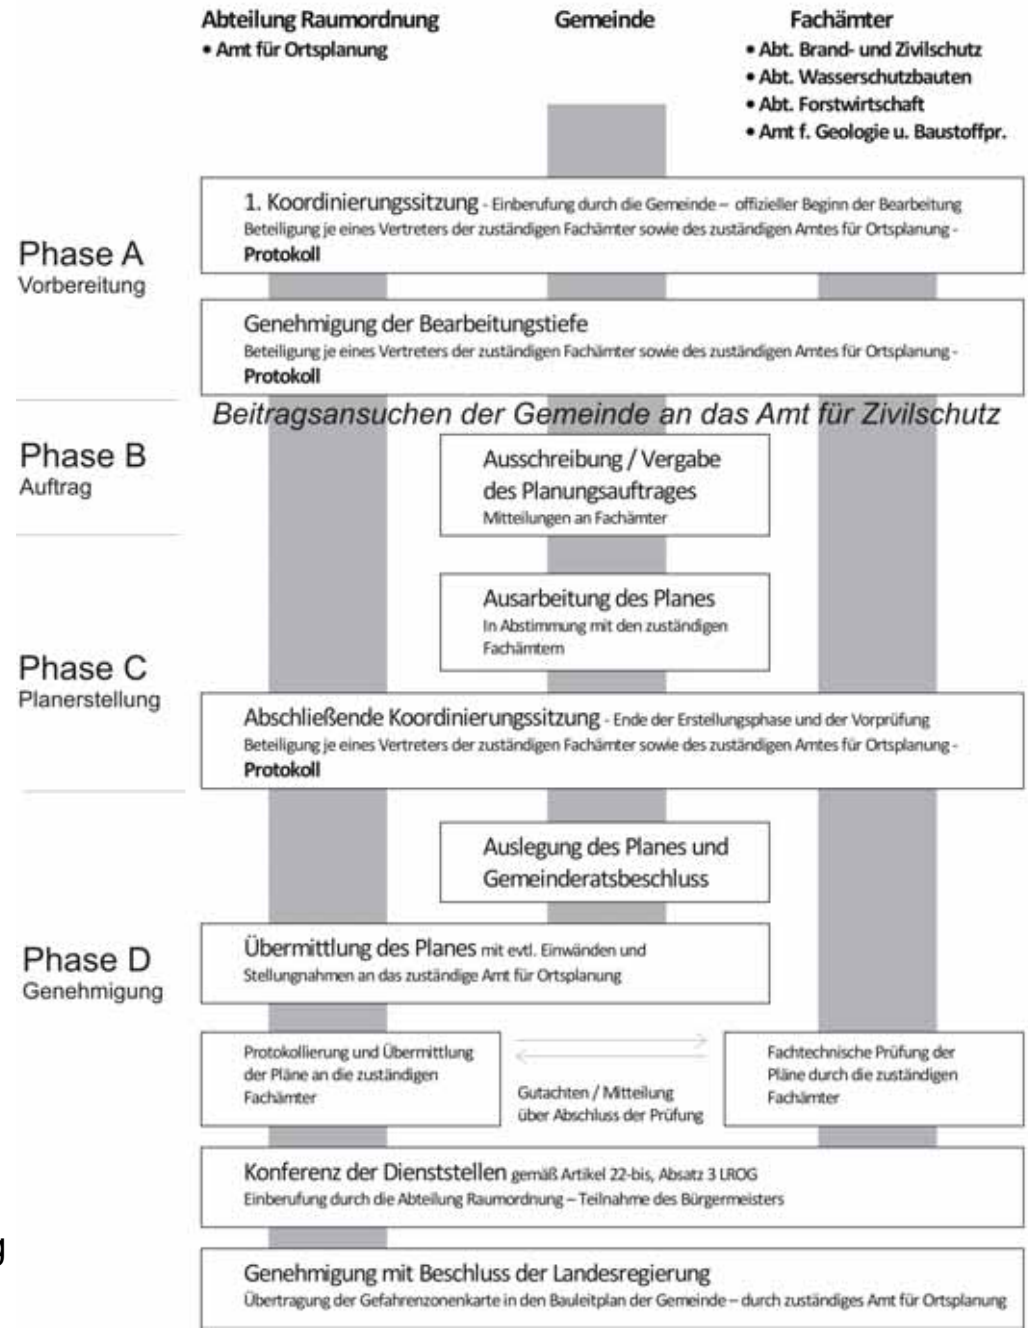 Abteilung Raumordnung
• Amt für Ortsplanung
Gemeinde
Fachämter
• Abt. Brand- und Zivilschutz
• Abt. Wasserschutzbauten
• Abt. Forstwirtschaft
• Amt f. Geologie u. Baustoffpr.
Phase A
Vorbereitung
1. Koordinierungssitzung - Einberufung durch die Gemeinde – offizieller Beginn der Bearbeitung
Beteiligung je eines Vertreters der zuständigen Fachämter sowie des zuständigen Amtes für Ortsplanung -
Protokoll
Genehmigung der Bearbeitungstiefe
Beteiligung je eines Vertreters der zuständigen Fachämter sowie des zuständigen Amtes für Ortsplanung -
Protokoll
Beitragsansuchen der Gemeinde an das Amt für Zivilschutz
Phase B
Auftrag
Ausschreibung / Vergabe
des Planungsauftrages
Mitteilungen an Fachämter
Phase C
Planerstellung
Ausarbeitung des Planes
In Abstimmung mit den zuständigen
Fachämtern
Abschließende Koordinierungssitzung - Ende der Erstellungsphase und der Vorprüfung
Beteiligung je eines Vertreters der zuständigen Fachämter sowie des zuständigen Amtes für Ortsplanung -
Protokoll
Phase D
Genehmigung
Auslegung des Planes und
Gemeinderatsbeschluss
Übermittlung des Planes mit evtl. Einwänden und
Stellungnahmen an das zuständige Amt für Ortsplanung
Protokollierung und Übermittlung
der Pläne an die zuständigen
Fachämter
Gutachten / Mitteilung
über Abschluss der Prüfung
Fachtechnische Prüfung der
Pläne durch die zuständigen
Fachämter
Konferenz der Dienststellen gemäß Artikel 22-bis, Absatz 3 LROG
Einberufung durch die Abteilung Raumordnung – Teilnahme des Bürgermeisters
g
Genehmigung mit Beschluss der Landesregierung
Übertragung der Gefahrenzonenkarte in den Bauleitplan der Gemeinde – durch zuständiges Amt für Ortsplanung